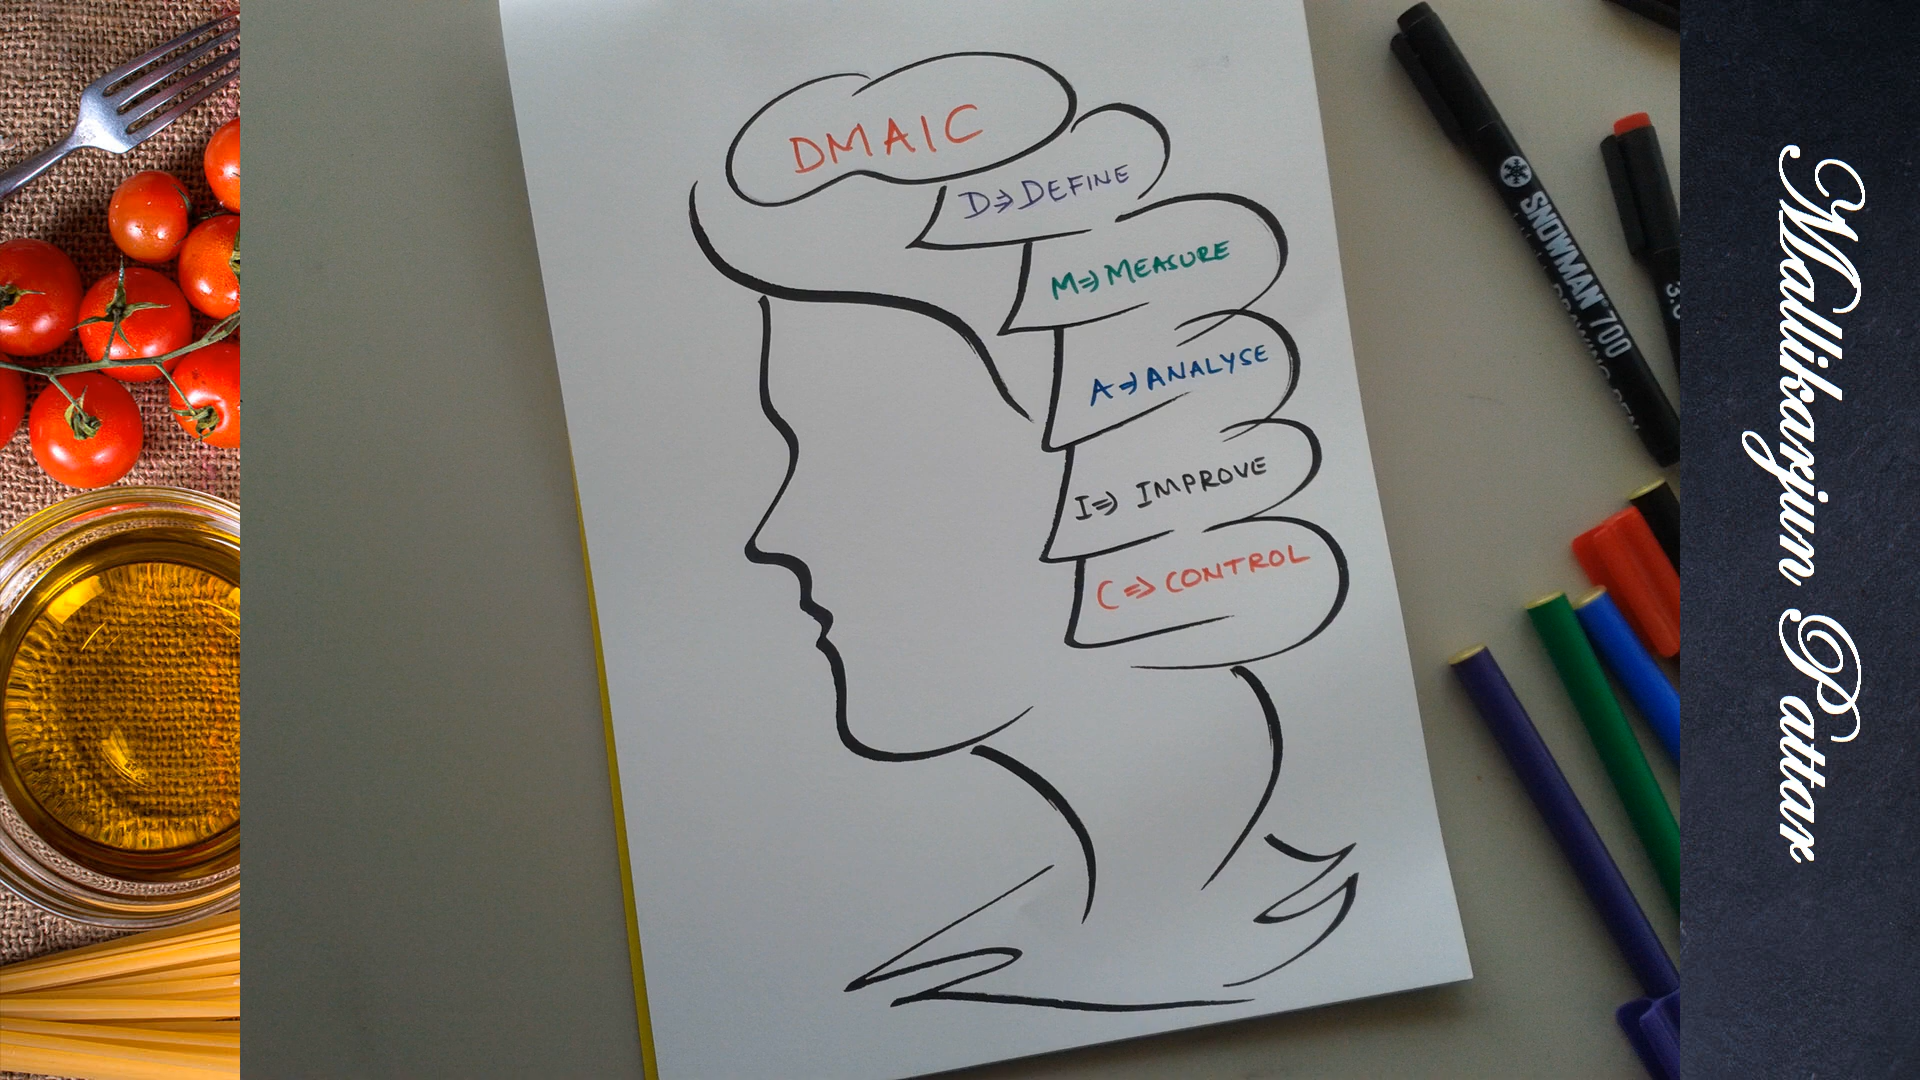 DMAIC
D⇒DEFINE
M⇒MEASURE
A⇒ANALYSE
I⇒ IMPROVE
C⇒CONTROL
SNOWMAN 700
Mallikarjun Pattar